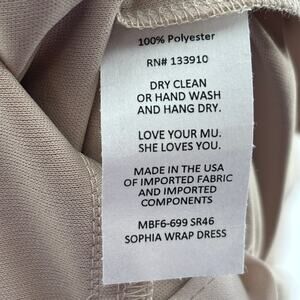 100% Polyester
RN# 133910
DRY CLEAN
OR HAND WASH
AND HANG DRY.
LOVE YOUR MU.
SHE LOVES YOU.
MADE IN THE USA
OF IMPORTED FABRIC
AND IMPORTED
COMPONENTS
MBF6-699 SR46
SOPHIA WRAP DRESS